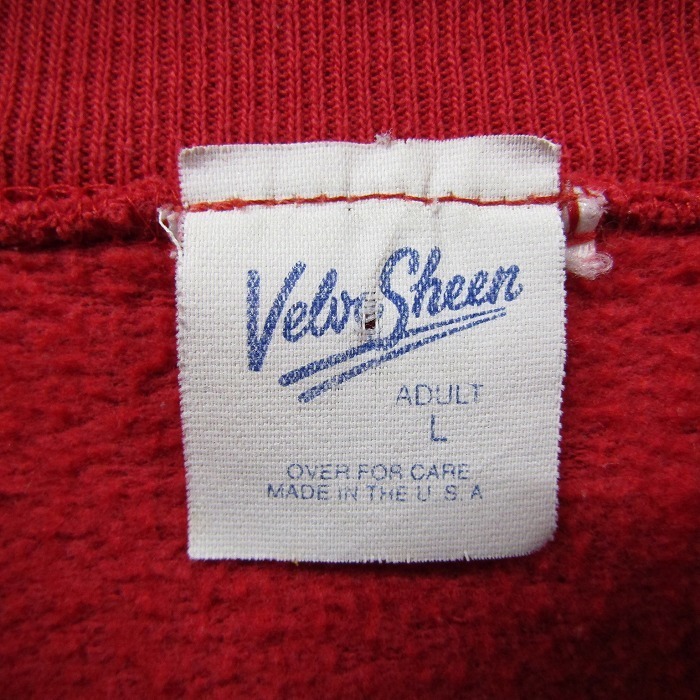 Velva Sheen
ADULT
L
OVER FOR CARE
MADE IN THE U.S.A